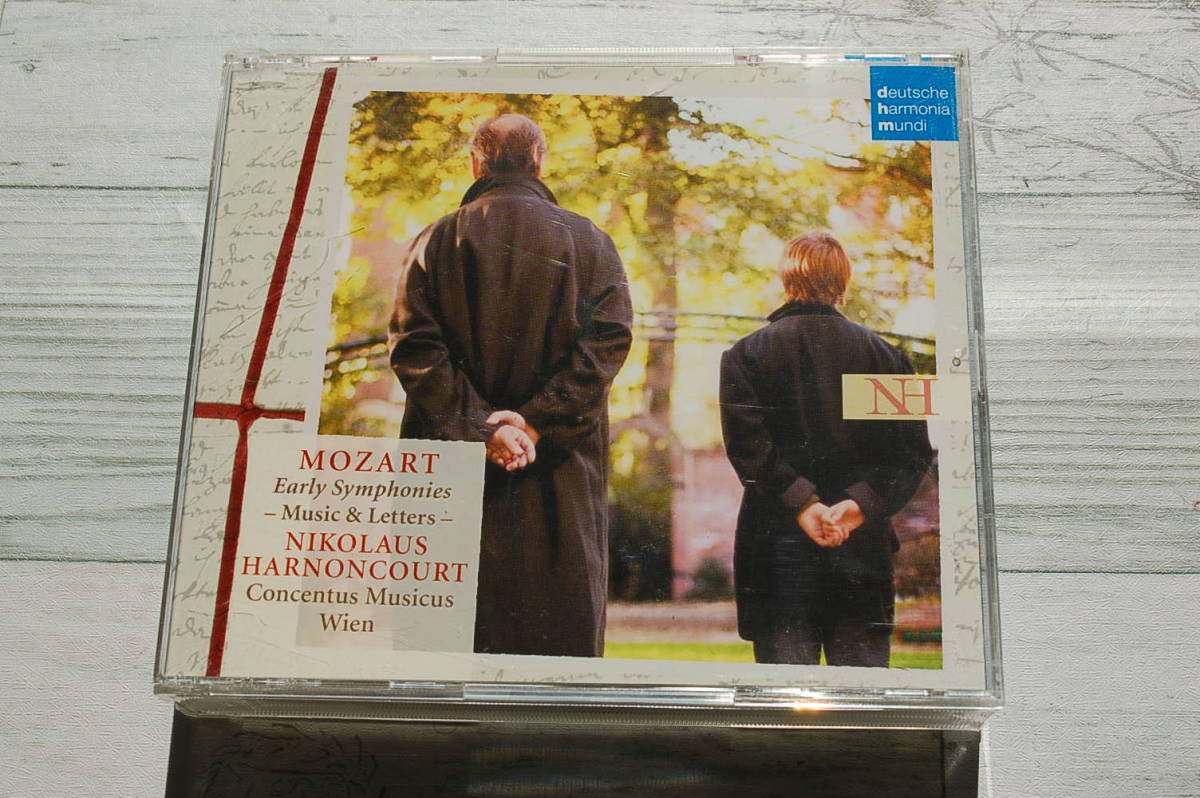 deutsche
harmonia
mundi
NH
MOZART
Early Symphonies
– Music & Letters –
NIKOLAUS
HARNONCOURT
Concentus Musicus
Wien